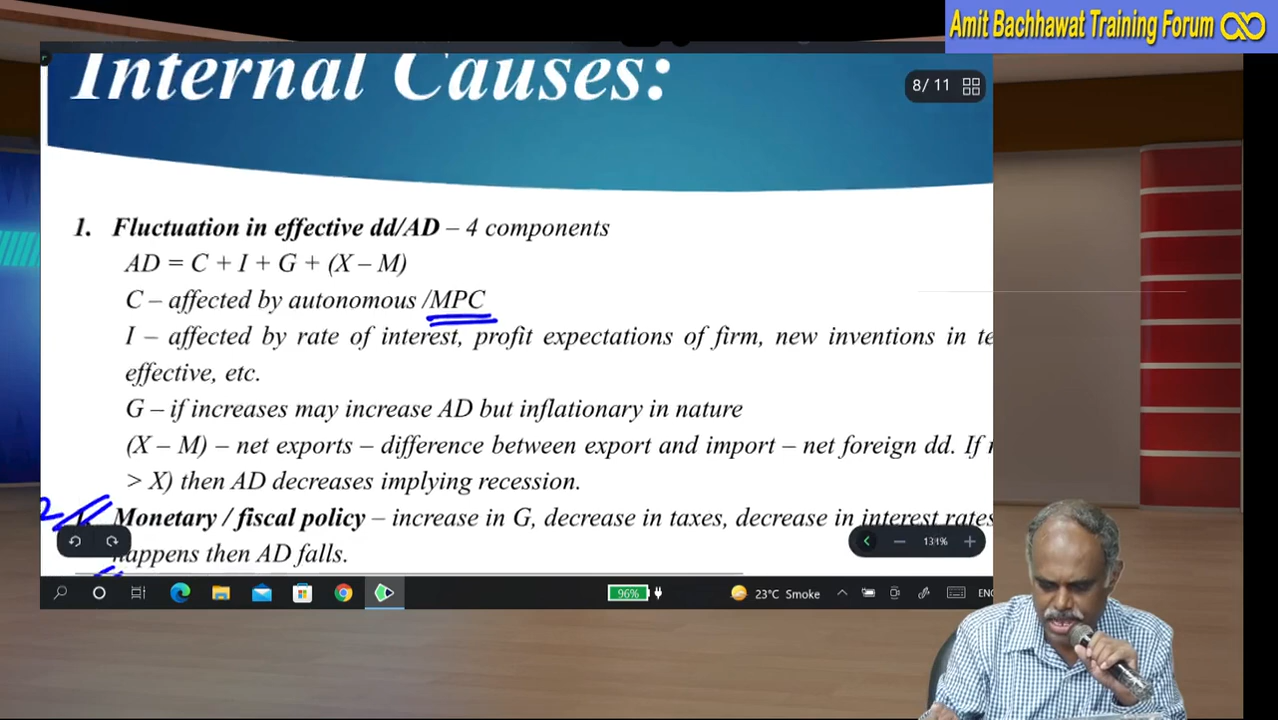 Amit Bachhawat Training Forum
Internal Causes:
8/ 11
1. Fluctuation in effective dd/AD – 4 components
AD = C + I + G + (X – M)
C – affected by autonomous /MPC
I – affected by rate of interest, profit expectations of firm, new inventions in
effective, etc.
G – if increases may increase AD but inflationary in nature
(X – M) – net exports – difference between export and import – net foreign dd. If
> X) then AD decreases implying recession.
2
Monetary / fiscal policy – increase in G, decrease in taxes, decrease in interest rates
happens then AD falls.
96%
23°C Smoke